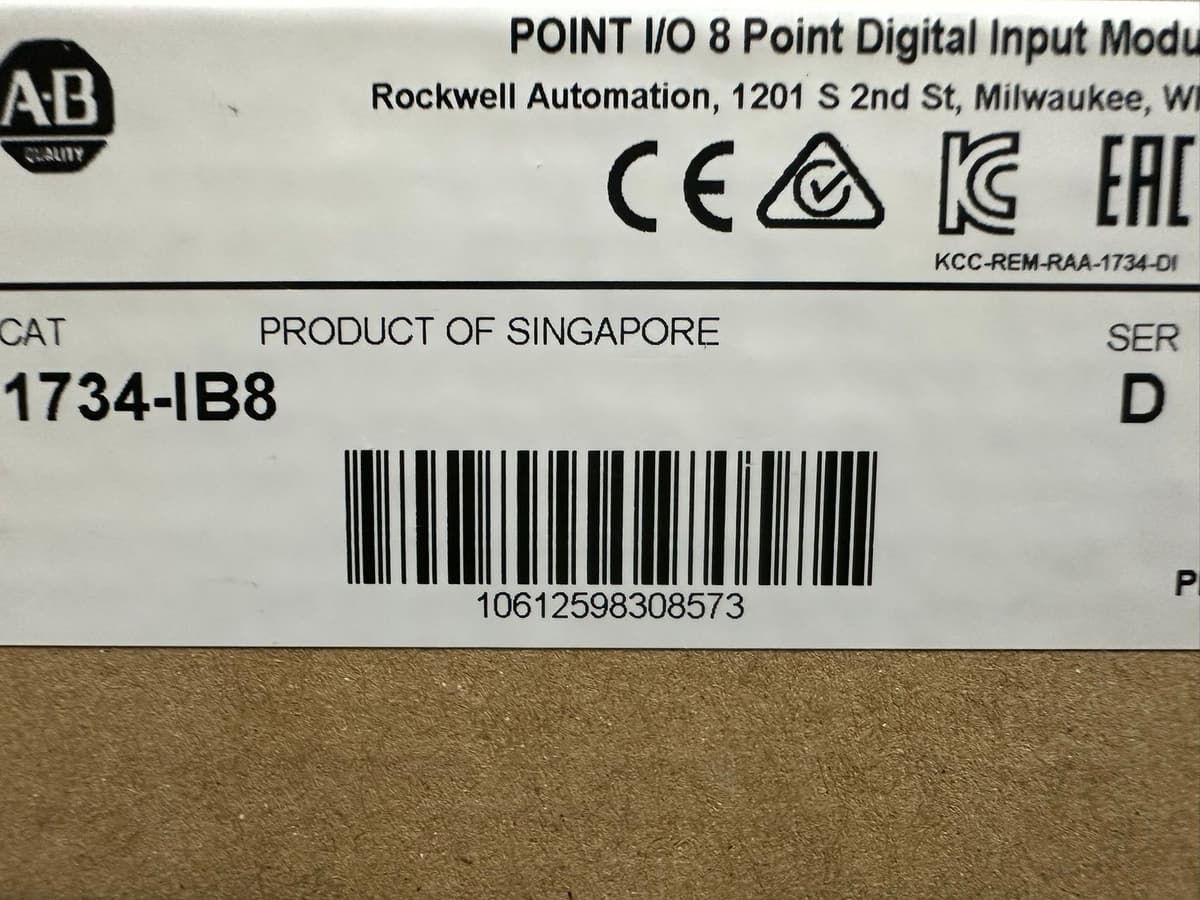 A-B
QUALITY
POINT I/O 8 Point Digital Input Modu
Rockwell Automation, 1201 S 2nd St, Milwaukee, WI
CE
KC
EAC
KCC-REM-RAA-1734-DI
CAT
PRODUCT OF SINGAPORE
SER
1734-IB8
D
10612598308573